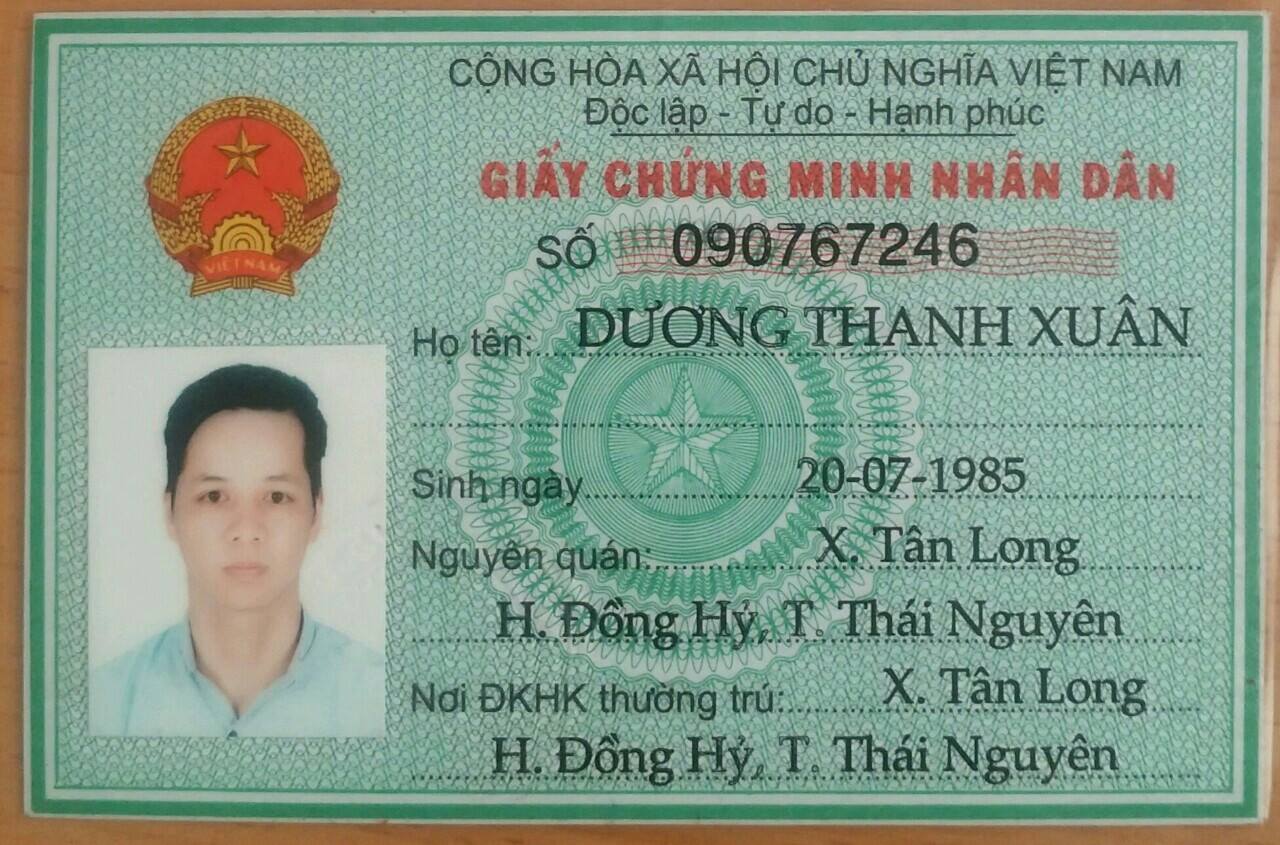 CỘNG HÒA XÃ HỘI CHỦ NGHĨA VIỆT NAM
Độc lập - Tự do - Hạnh phúc
GIẤY CHỨNG MINH NHÂN DÂN
SỐ 090767246
VIỆT NAM
Họ tên: DƯƠNG THANH XUÂN
Sinh ngày 20-07-1985
Nguyên quán: X. Tân Long
H. Đồng Hỷ, T. Thái Nguyên
Nơi ĐKHK thường trú: X. Tân Long
H. Đồng Hỷ, T. Thái Nguyên